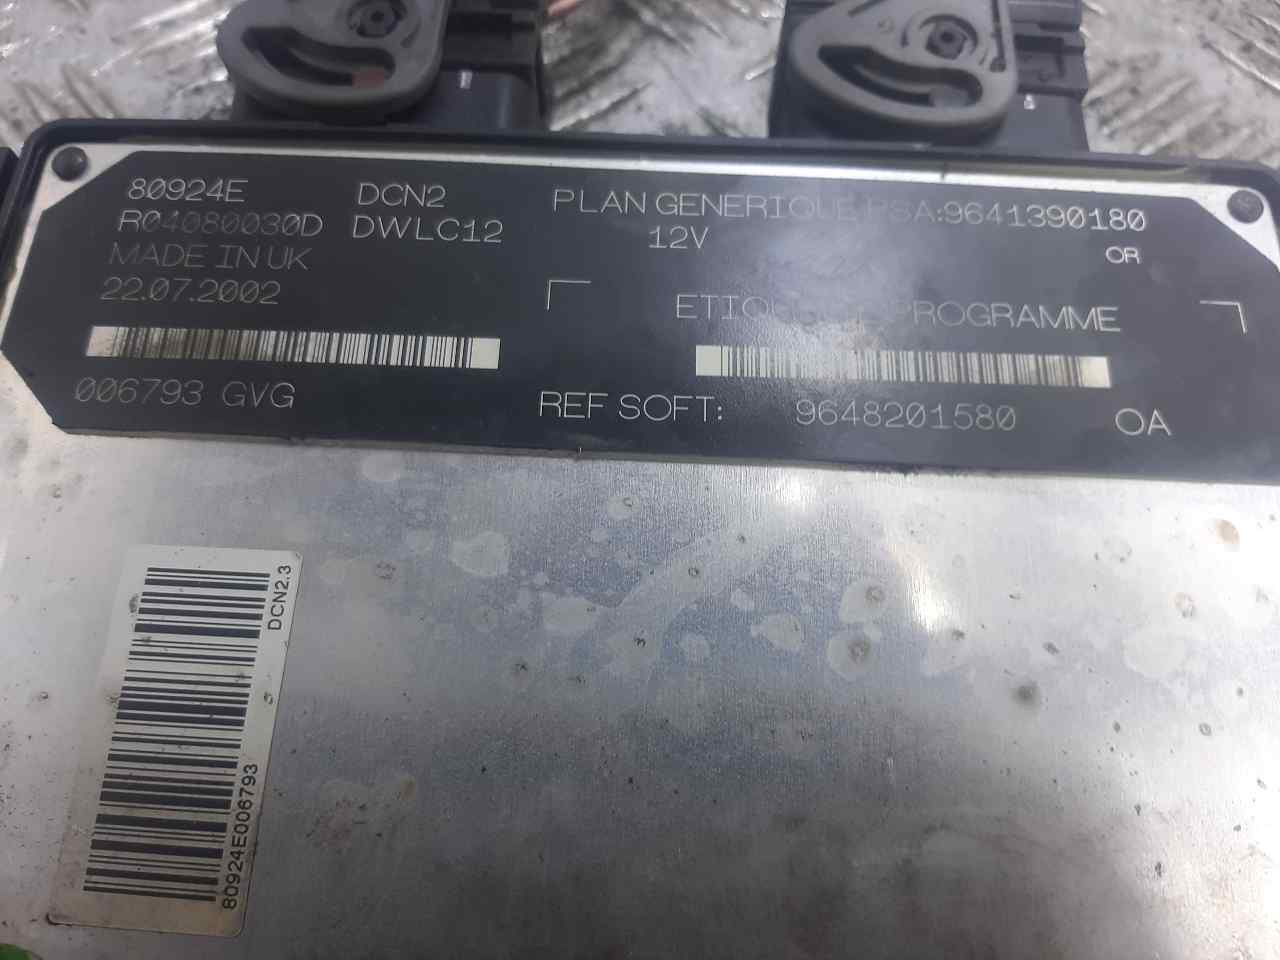 80924E DCN2 PLAN GENERIQUE PSA:9641390180
R04080030D DWLC12 12V OR
MADE IN UK
22.07.2002
ETIQUETTE PROGRAMME
006793 GVG REF SOFT: 9648201580 OA
DCN2.3
80924E006793